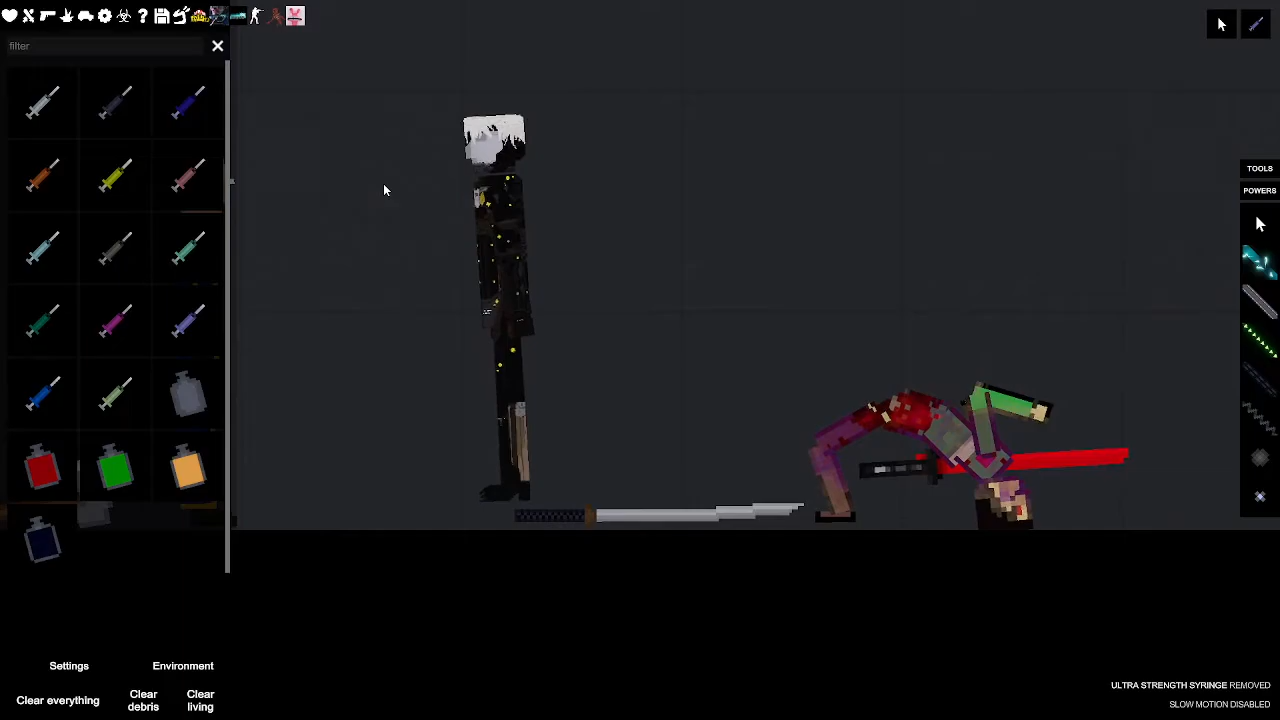 filter
TOOLS
POWERS
Settings
Environment
Clear everything
Clear debris
Clear living
ULTRA STRENGTH SYRINGE REMOVED
SLOW MOTION DISABLED